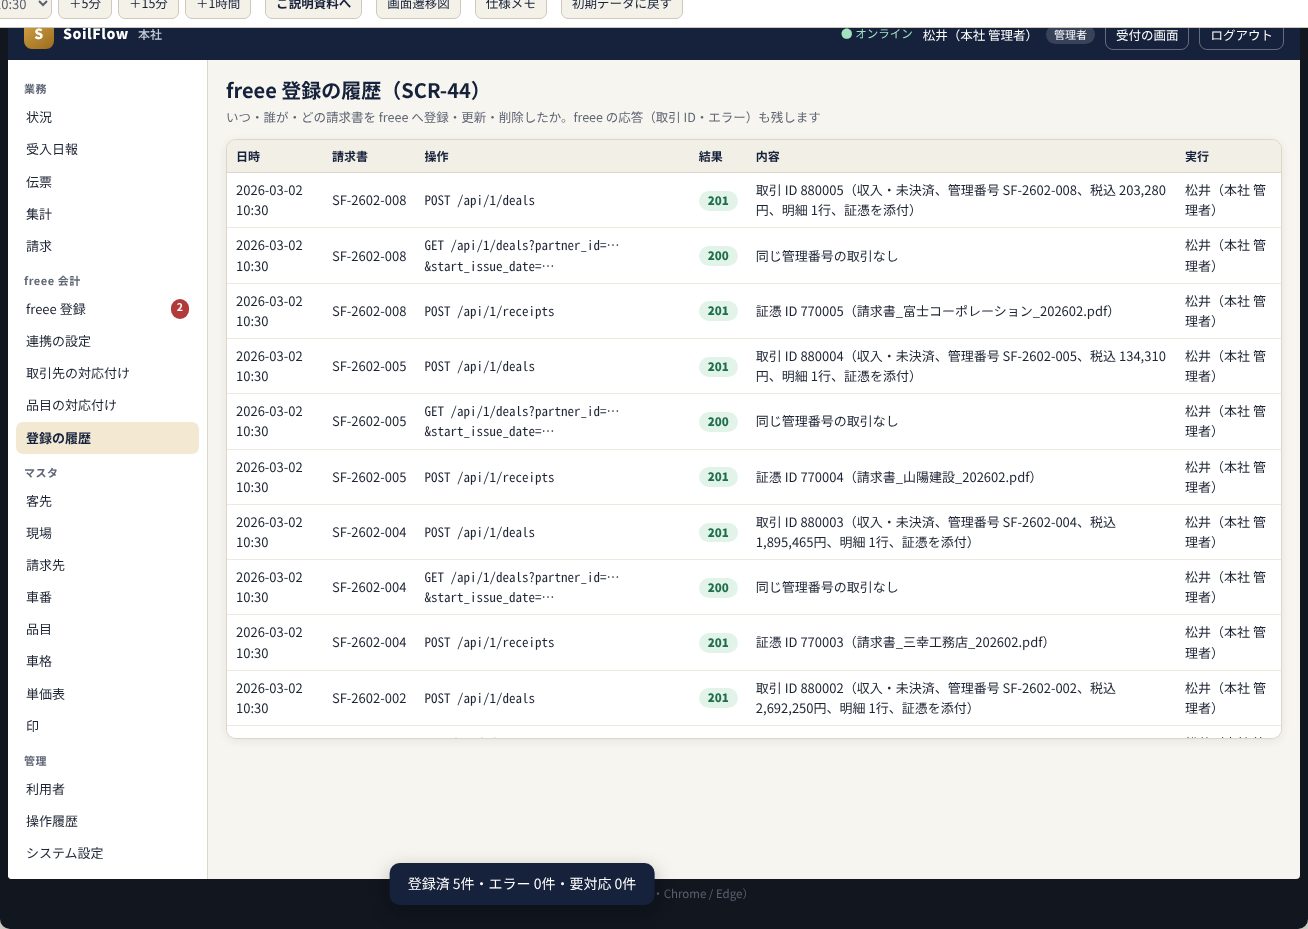 0:30 +5分 +15分 +1時間 ご説明資料へ 画面遷移図 仕様メモ 初期データに戻す
S SoilFlow 本社 オンライン 松井（本社 管理者） 管理者 受付の画面 ログアウト
業務
状況
受入日報
伝票
集計
請求
freee 会計
freee 登録 2
連携の設定
取引先の対応付け
品目の対応付け
登録の履歴
マスタ
客先
現場
請求先
車番
品目
車格
単価表
印
管理
利用者
操作履歴
システム設定
freee 登録の履歴（SCR-44）
いつ・誰が・どの請求書を freee へ登録・更新・削除したか。freee の応答（取引 ID・エラー）も残します
日時 請求書 操作 結果 内容 実行
2026-03-02 10:30 SF-2602-008 POST /api/1/deals 201 取引 ID 880005（収入・未決済、管理番号 SF-2602-008、税込 203,280
円、明細 1行、証憑を添付） 松井（本社 管理者）
2026-03-02 10:30 SF-2602-008 GET /api/1/deals?partner_id=…
&start_issue_date=… 200 同じ管理番号の取引なし 松井（本社 管理者）
2026-03-02 10:30 SF-2602-008 POST /api/1/receipts 201 証憑 ID 770005（請求書_富士コーポレーション_202602.pdf） 松井（本社 管理者）
2026-03-02 10:30 SF-2602-005 POST /api/1/deals 201 取引 ID 880004（収入・未決済、管理番号 SF-2602-005、税込 134,310
円、明細 1行、証憑を添付） 松井（本社 管理者）
2026-03-02 10:30 SF-2602-005 GET /api/1/deals?partner_id=…
&start_issue_date=… 200 同じ管理番号の取引なし 松井（本社 管理者）
2026-03-02 10:30 SF-2602-005 POST /api/1/receipts 201 証憑 ID 770004（請求書_山陽建設_202602.pdf） 松井（本社 管理者）
2026-03-02 10:30 SF-2602-004 POST /api/1/deals 201 取引 ID 880003（収入・未決済、管理番号 SF-2602-004、税込
1,895,465円、明細 1行、証憑を添付） 松井（本社 管理者）
2026-03-02 10:30 SF-2602-004 GET /api/1/deals?partner_id=…
&start_issue_date=… 200 同じ管理番号の取引なし 松井（本社 管理者）
2026-03-02 10:30 SF-2602-004 POST /api/1/receipts 201 証憑 ID 770003（請求書_三幸工務店_202602.pdf） 松井（本社 管理者）
2026-03-02 10:30 SF-2602-002 POST /api/1/deals 201 取引 ID 880002（収入・未決済、管理番号 SF-2602-002、税込
2,692,250円、明細 1行、証憑を添付） 松井（本社 管理者）
登録済 5件・エラー 0件・要対応 0件
・Chrome / Edge）